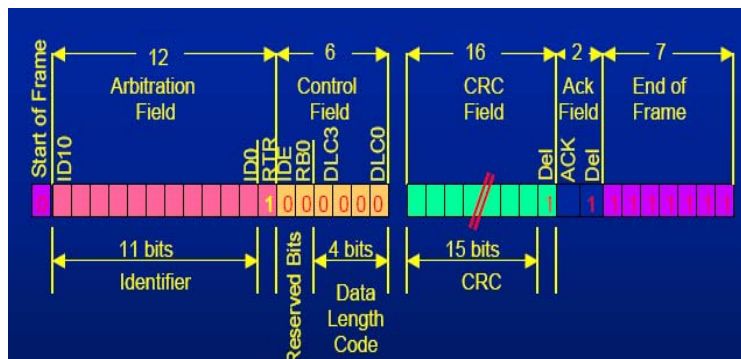 12
6
16
2
7
Start of Frame
Arbitration
Field
Control
Field
CRC
Field
Ack
Field
End of
Frame
ID10
ID0
RTR
IDE
RB0
DLC3
DLC0
Del
ACK
Del
1 0 0 0 0 0 0
1
1
1 1 1 1 1 1 1
11 bits
Identifier
Reserved Bits
4 bits
Data
Length
Code
15 bits
CRC